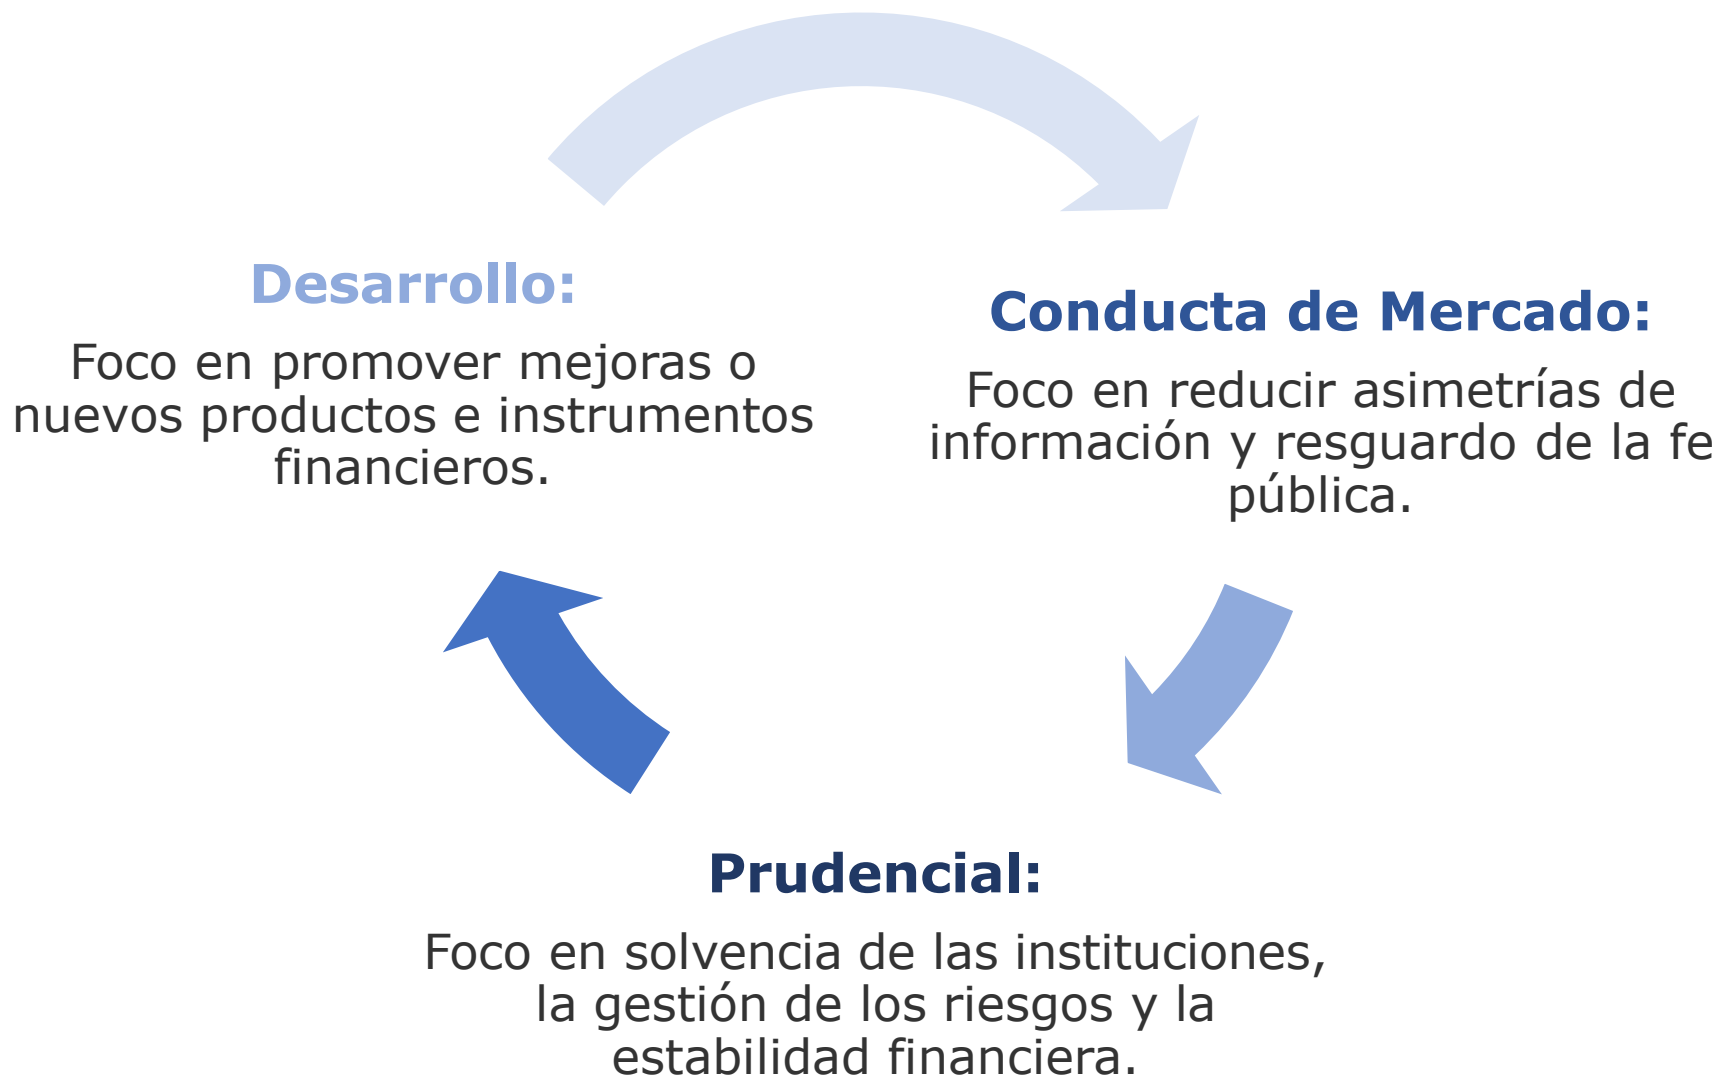 Desarrollo:
Foco en promover mejoras o
nuevos productos e instrumentos
financieros.
Conducta de Mercado:
Foco en reducir asimetrías de
información y resguardo de la fe
pública.
Prudencial:
Foco en solvencia de las instituciones,
la gestión de los riesgos y la
estabilidad financiera.